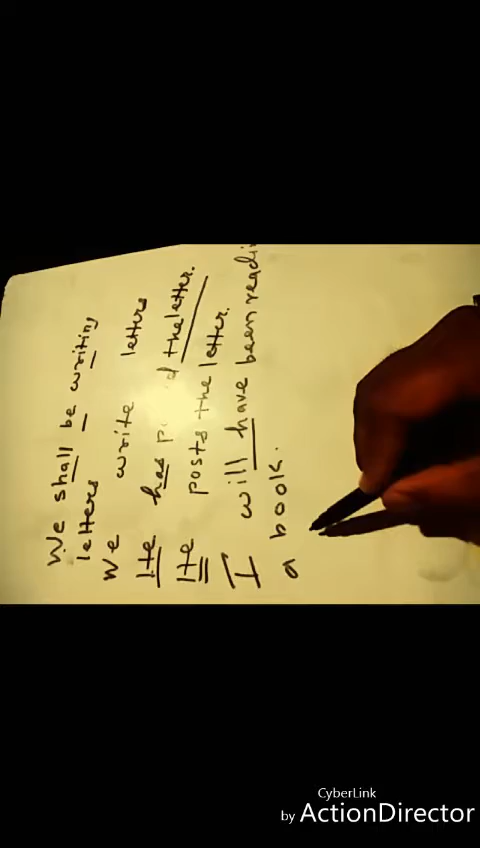 We shall be writing
letters
We write letters
He has the letter.
He posts the letter.
I will have been readi
a book.
CyberLink
by ActionDirector